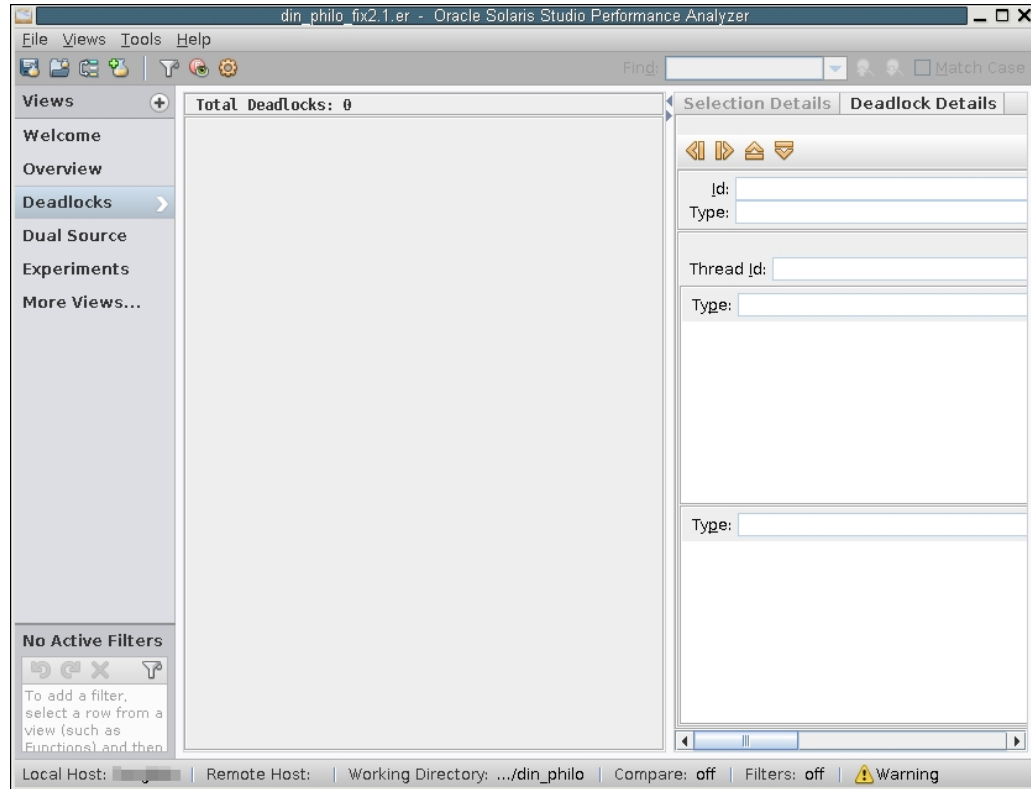 din_philo_fix2.1.er - Oracle Solaris Studio Performance Analyzer
File Views Tools Help
Find:
Match Case
Views
Welcome
Overview
Deadlocks
Dual Source
Experiments
More Views...
Total Deadlocks: 0
Selection Details Deadlock Details
Id:
Type:
Thread Id:
Type:
Type:
No Active Filters
To add a filter,
select a row from a
view (such as
Functions) and then
Local Host: | Remote Host: | Working Directory: .../din_philo | Compare: off | Filters: off | Warning